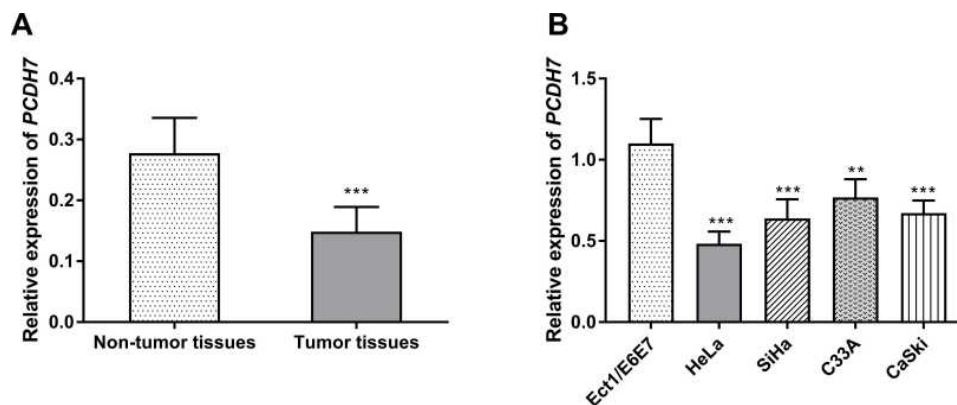 A
Relative expression of PCDH7
0.4
0.3
0.2
0.1
0.0
***
Non-tumor tissues
Tumor tissues
B
Relative expression of PCDH7
1.5
1.0
0.5
0.0
***
***
**
***
Ect1/E6E7
HeLa
SiHa
C33A
CaSki